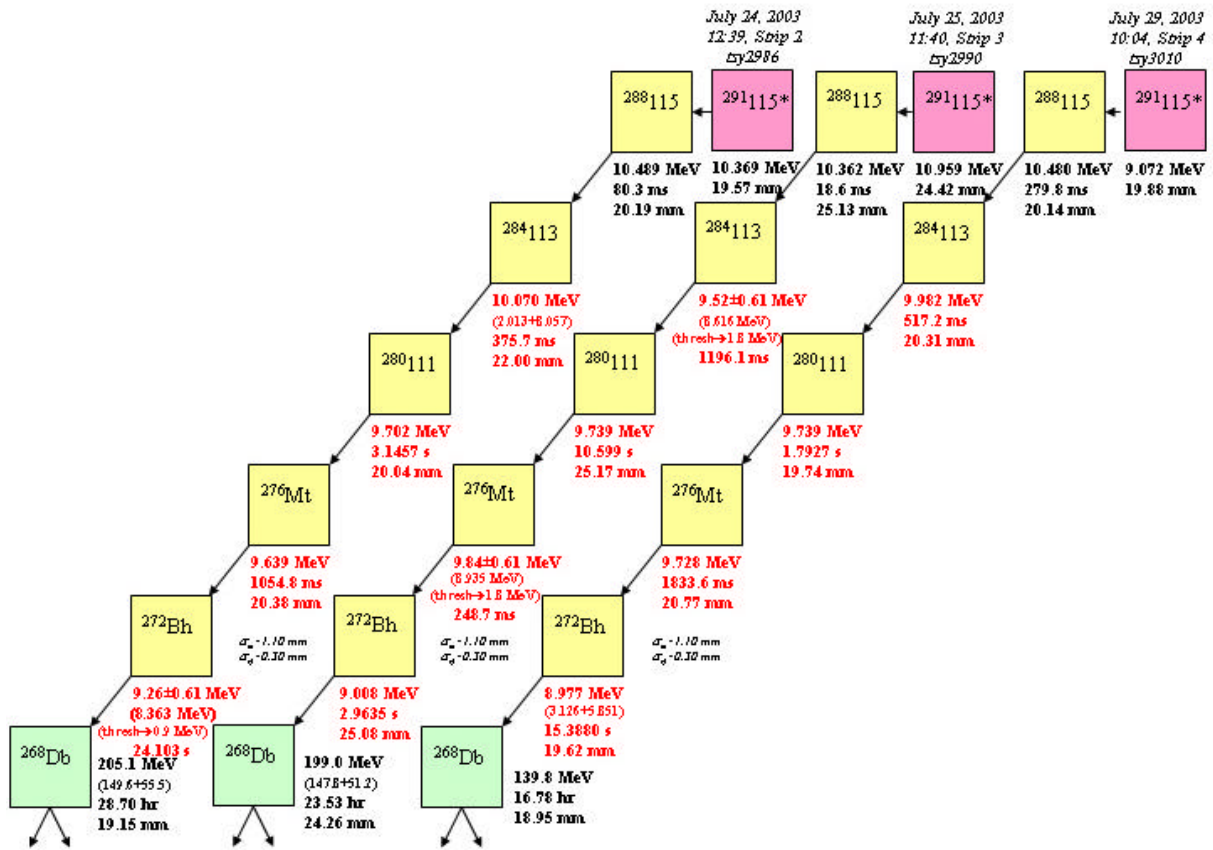 July 24, 2003
12:39, Strip 2
tsy2986
July 25, 2003
11:40, Strip 3
tsy2990
July 29, 2003
10:04, Strip 4
tsy3010
²⁸⁸115
²⁹¹115*
²⁸⁸115
²⁹¹115*
²⁸⁸115
²⁹¹115*
10.489 MeV
80.3 ms
20.19 mm
10.369 MeV
19.57 mm
10.362 MeV
18.6 ms
25.13 mm
10.959 MeV
24.42 mm
10.480 MeV
279.8 ms
20.14 mm
9.072 MeV
19.88 mm
²⁸⁴113
²⁸⁴113
²⁸⁴113
10.070 MeV
(2.013+8.057)
375.7 ms
22.00 mm
9.52±0.61 MeV
(8.616 MeV)
(thresh→1.8 MeV)
1196.1 ms
9.982 MeV
517.2 ms
20.31 mm
²⁸⁰111
²⁸⁰111
²⁸⁰111
9.702 MeV
3.1457 s
20.04 mm
9.739 MeV
10.599 s
25.17 mm
9.739 MeV
1.7927 s
19.74 mm
²⁷⁶Mt
²⁷⁶Mt
²⁷⁶Mt
9.639 MeV
1054.8 ms
20.38 mm
9.84±0.61 MeV
(8.935 MeV)
(thresh→1.8 MeV)
248.7 ms
9.728 MeV
1833.6 ms
20.77 mm
²⁷²Bh
²⁷²Bh
²⁷²Bh
-1.10 mm
-0.30 mm
-1.10 mm
-0.30 mm
9.26±0.61 MeV
(8.363 MeV)
(thresh→0.9 MeV)
24.103 s
9.008 MeV
2.9635 s
25.08 mm
8.977 MeV
(3.126+5.851)
15.3880 s
19.62 mm
²⁶⁸Db
²⁶⁸Db
²⁶⁸Db
205.1 MeV
(149.6+55.5)
28.70 hr
19.15 mm
199.0 MeV
(147.8+51.2)
23.53 hr
24.26 mm
139.8 MeV
16.78 hr
18.95 mm